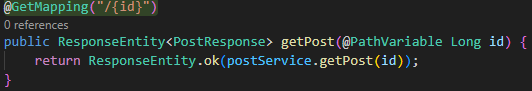 @GetMapping("/{id}")
0 references
public ResponseEntity<PostResponse> getPost(@PathVariable Long id) {
    return ResponseEntity.ok(postService.getPost(id));
}